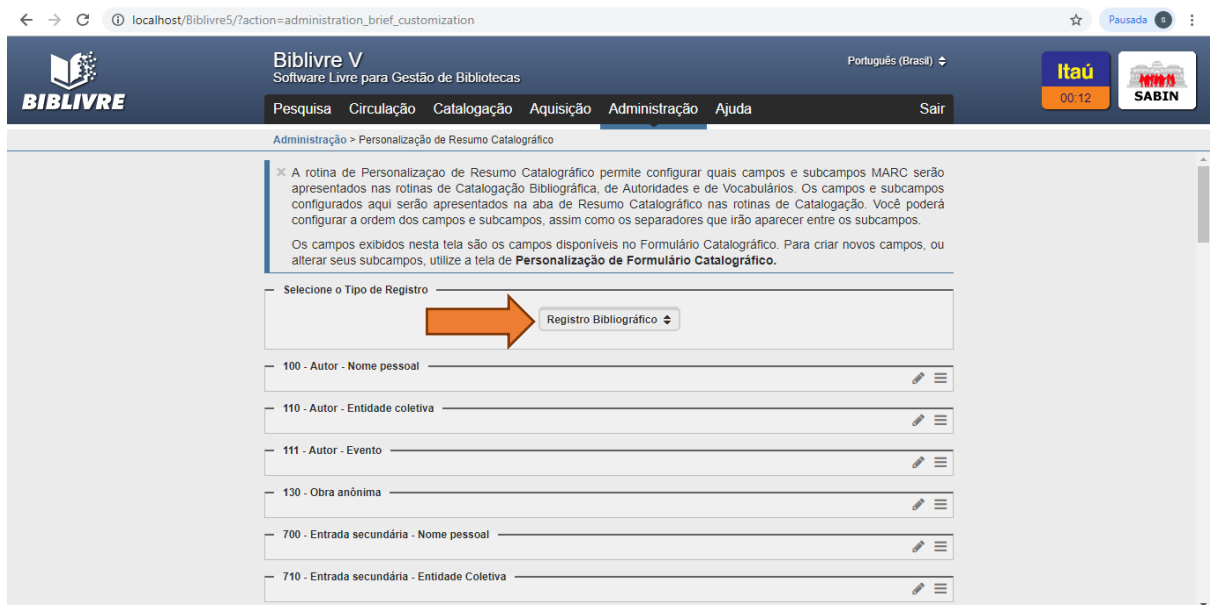 localhost/Biblivre5/?action=administration_brief_customization
Pausada s
BIBLIVRE
Biblivre V
Software Livre para Gestão de Bibliotecas
Português (Brasil)
Itaú
00:12
SABIN
Pesquisa Circulação Catalogação Aquisição Administração Ajuda Sair
Administração > Personalização de Resumo Catalográfico
A rotina de Personalizaçao de Resumo Catalográfico permite configurar quais campos e subcampos MARC serão
apresentados nas rotinas de Catalogação Bibliográfica, de Autoridades e de Vocabulários. Os campos e subcampos
configurados aqui serão apresentados na aba de Resumo Catalográfico nas rotinas de Catalogação. Você poderá
configurar a ordem dos campos e subcampos, assim como os separadores que irão aparecer entre os subcampos.
Os campos exibidos nesta tela são os campos disponíveis no Formulário Catalográfico. Para criar novos campos, ou
alterar seus subcampos, utilize a tela de Personalização de Formulário Catalográfico.
Selecione o Tipo de Registro
Registro Bibliográfico
100 - Autor - Nome pessoal
110 - Autor - Entidade coletiva
111 - Autor - Evento
130 - Obra anônima
700 - Entrada secundária - Nome pessoal
710 - Entrada secundária - Entidade Coletiva